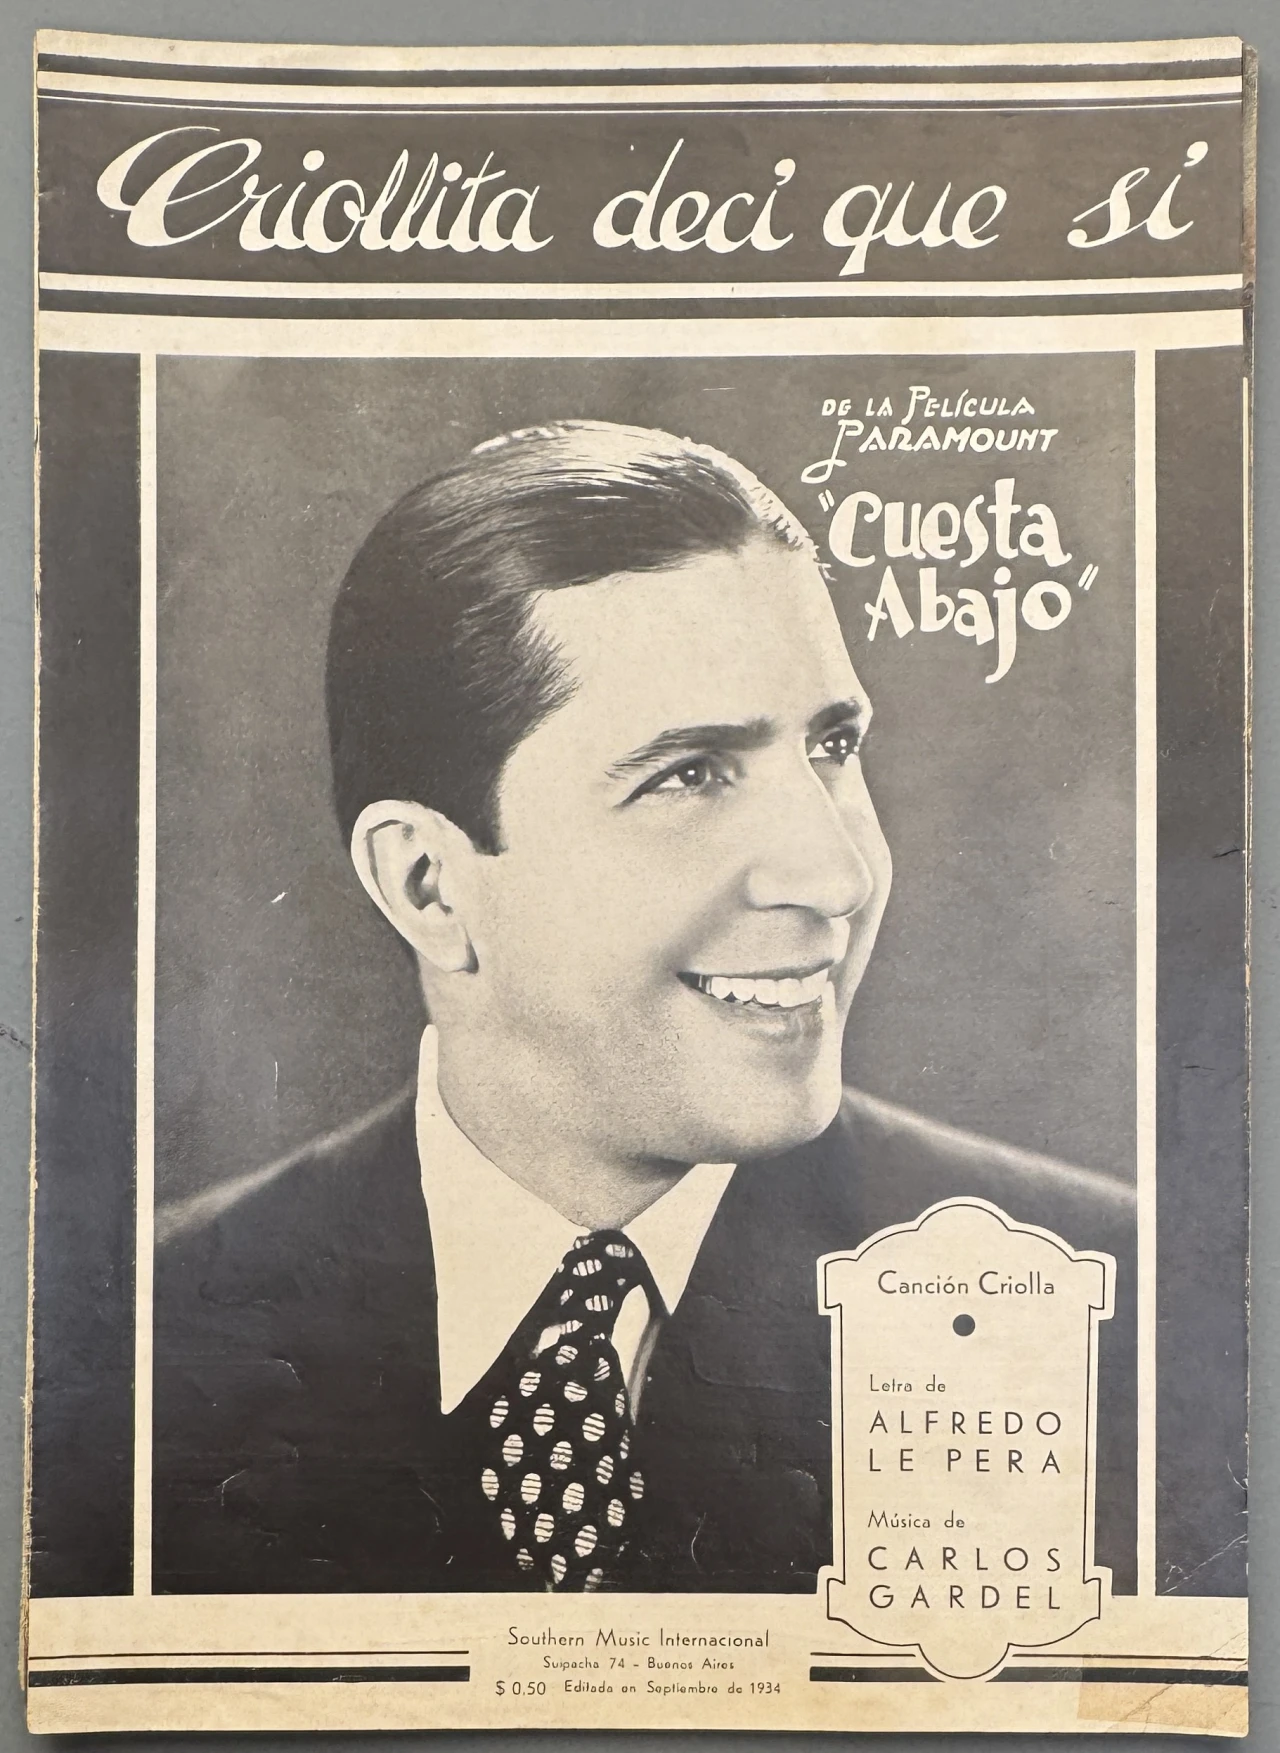 Criollita decí que sí
DE LA PELÍCULA
PARAMOUNT
"Cuesta
Abajo"
Canción Criolla
Letra de
ALFREDO
LE PERA
Música de
CARLOS
GARDEL
Southern Music Internacional
Suipacha 74 - Buenos Aires
$ 0,50 Editada en Septiembre de 1934